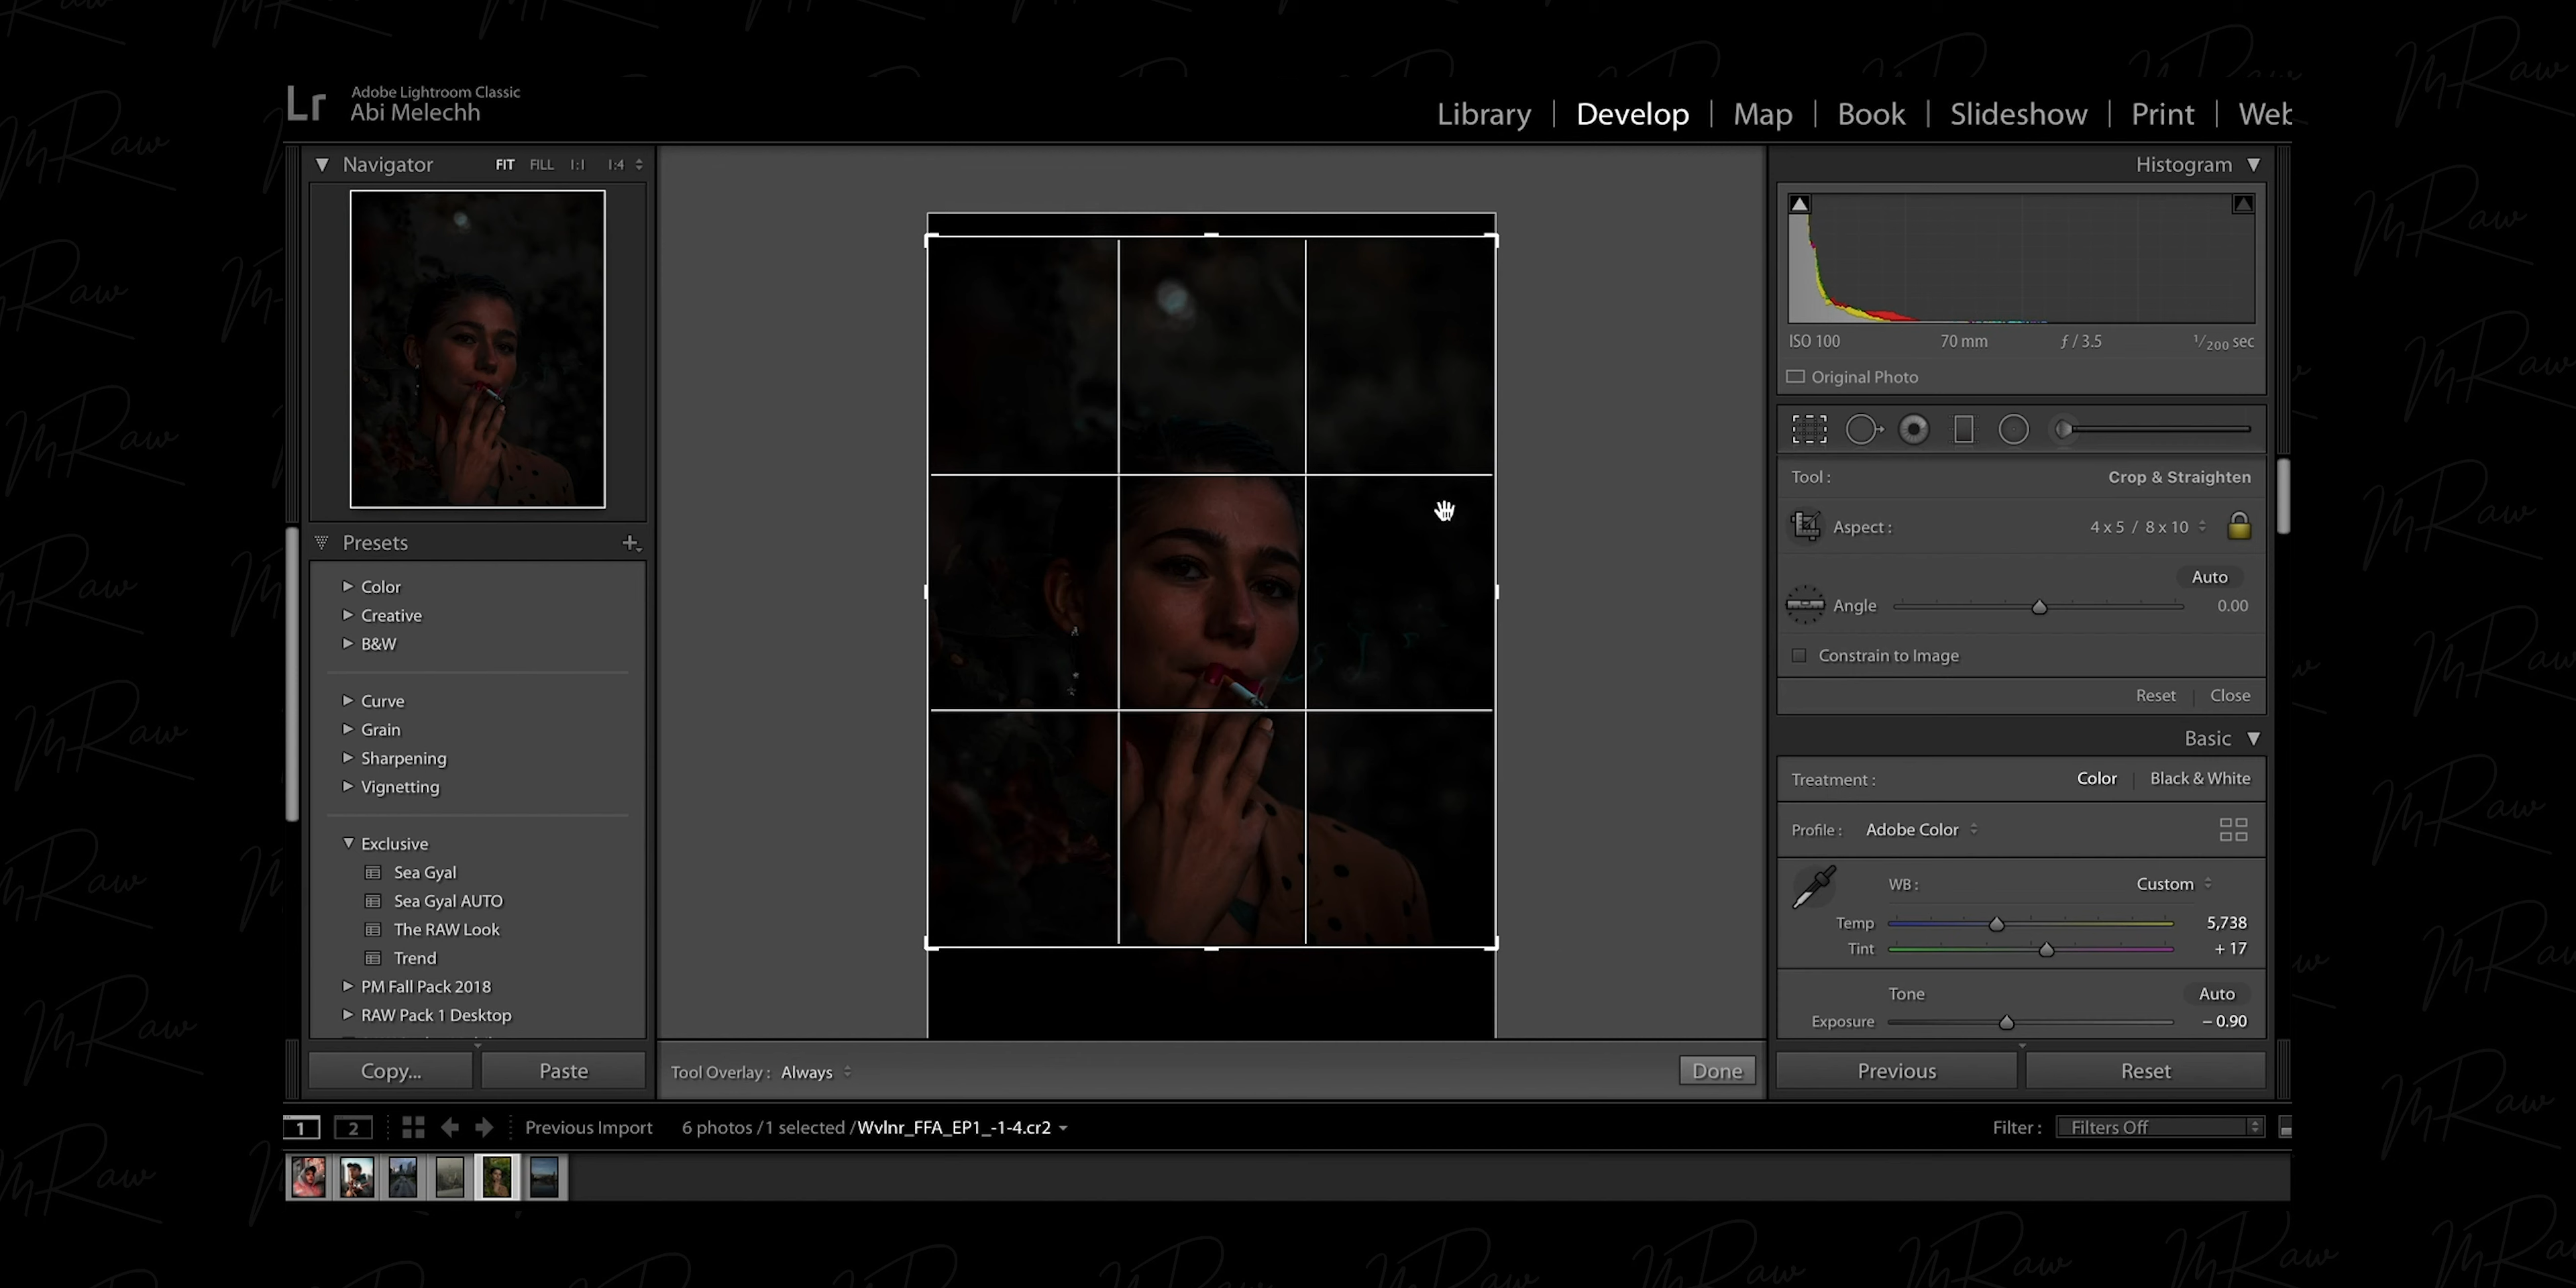 Lr
Adobe Lightroom Classic
Abi Melechh
Library | Develop | Map | Book | Slideshow | Print | Web
Navigator FIT FILL 1:1 1:4
Histogram
ISO 100 70 mm ƒ / 3.5 1/200 sec
Original Photo
Tool : Crop & Straighten
Aspect : 4 x 5 / 8 x 10
Auto
Angle 0.00
Constrain to Image
Reset | Close
Presets
Color
Creative
B&W
Curve
Grain
Sharpening
Vignetting
Exclusive
Sea Gyal
Sea Gyal AUTO
The RAW Look
Trend
PM Fall Pack 2018
RAW Pack 1 Desktop
Basic
Treatment : Color | Black & White
Profile : Adobe Color
WB : Custom
Temp 5,738
Tint + 17
Tone Auto
Exposure – 0.90
Copy... Paste
Tool Overlay : Always Done
Previous Reset
1 2 Previous Import 6 photos / 1 selected / Wvlnr_FFA_EP1_-1-4.cr2
Filter : Filters Off
MRaw